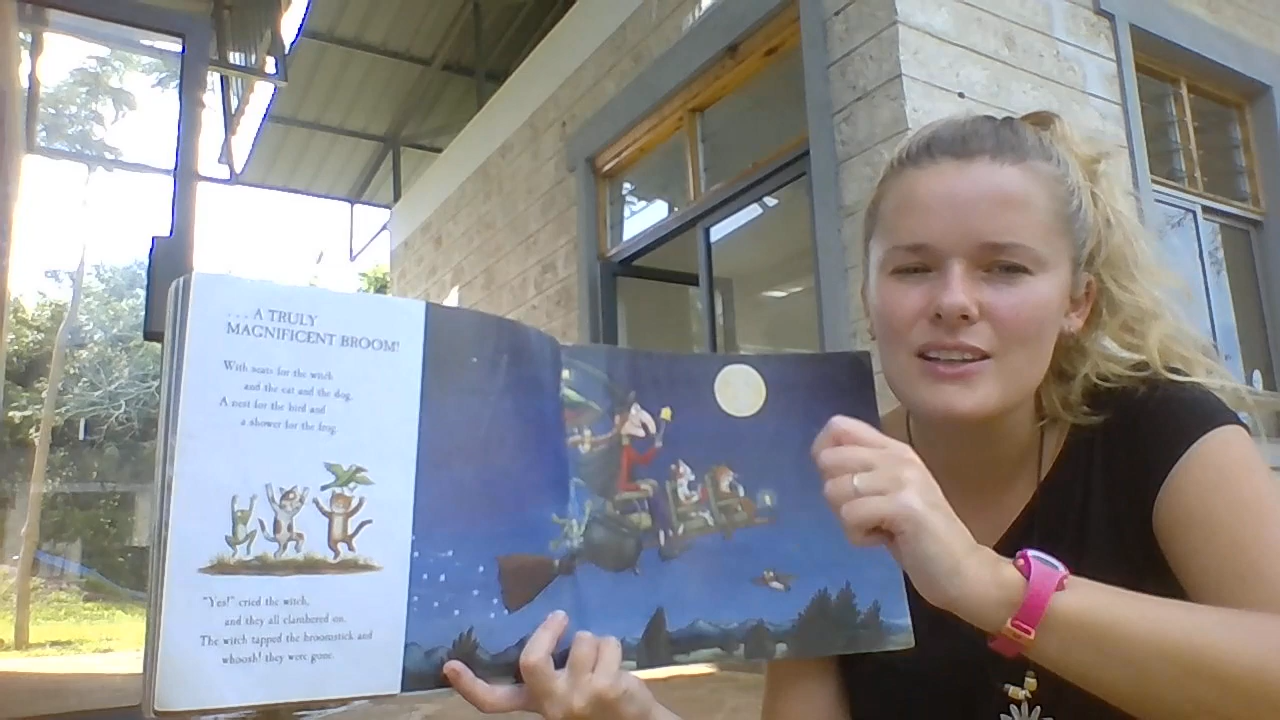 . . . A TRULY
MAGNIFICENT BROOM!
With seats for the witch
and the cat and the dog,
A nest for the bird and
a shower for the frog.
"Yes!" cried the witch,
and they all clambered on.
The witch tapped the broomstick and
whoosh! they were gone.